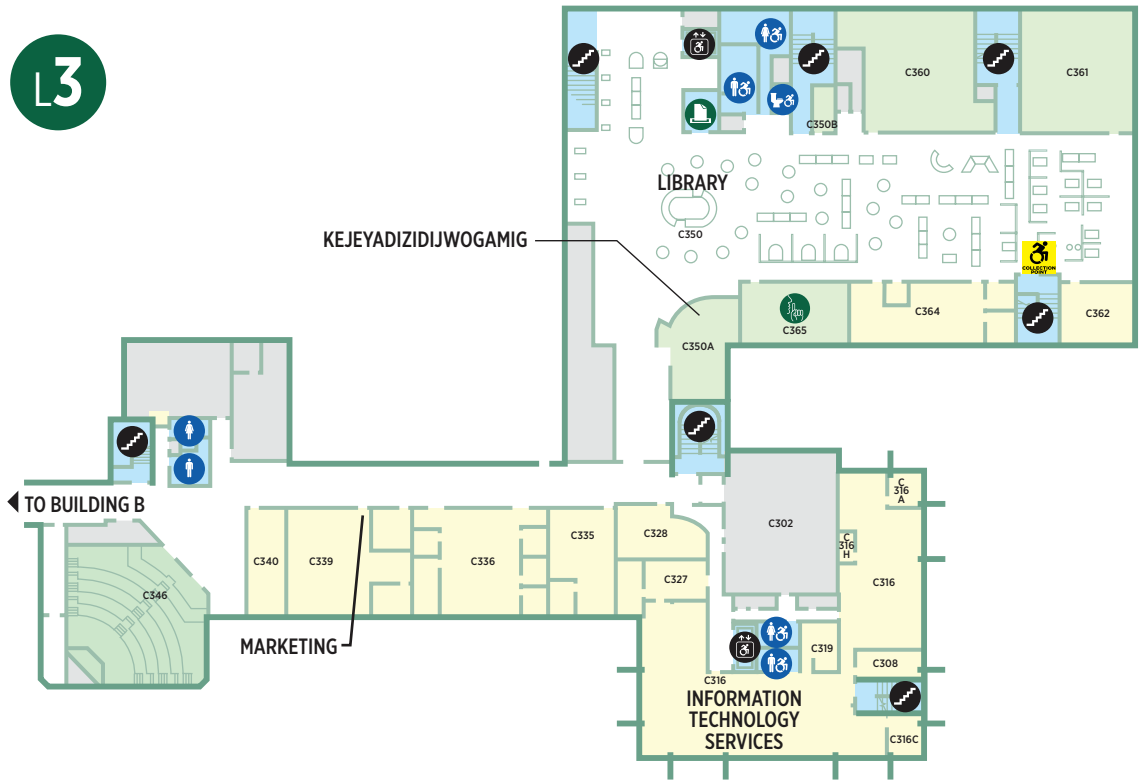 L3
C360
C361
C350B
LIBRARY
C350
KEJEYADIZIDIJWOGAMIG
COLLECTION
POINT
C365
C364
C362
C350A
TO BUILDING B
C
316
A
C302
C340
C339
C336
C335
C328
C
316
H
C316
C327
C346
MARKETING
C319
C308
C316
INFORMATION
TECHNOLOGY
SERVICES
C316C